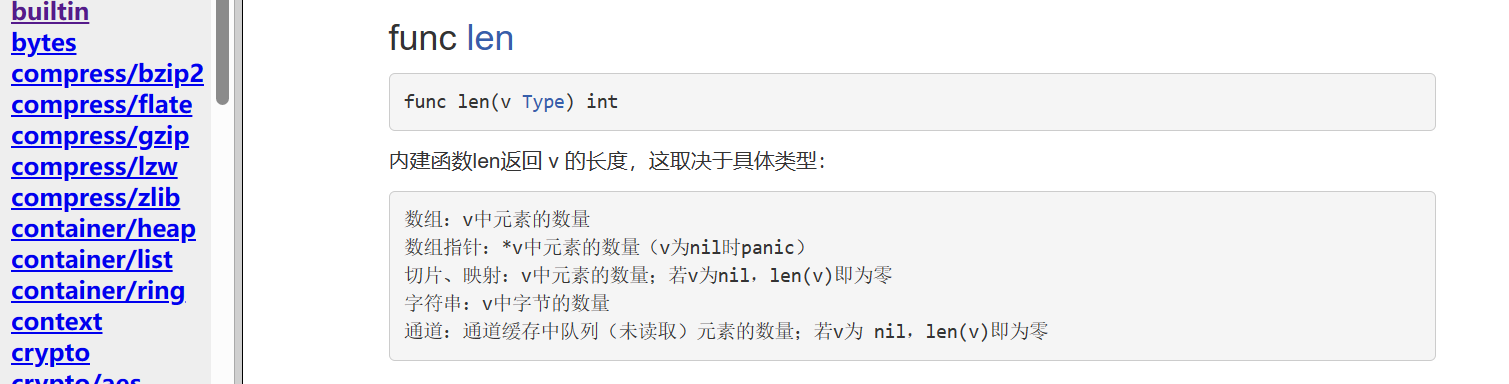 builtin
bytes
compress/bzip2
compress/flate
compress/gzip
compress/lzw
compress/zlib
container/heap
container/list
container/ring
context
crypto
crypto/aes
func len
func len(v Type) int
内建函数len返回 v 的长度，这取决于具体类型：
数组：v中元素的数量
数组指针：*v中元素的数量（v为nil时panic）
切片、映射：v中元素的数量；若v为nil，len(v)即为零
字符串：v中字节的数量
通道：通道缓存中队列（未读取）元素的数量；若v为 nil，len(v)即为零